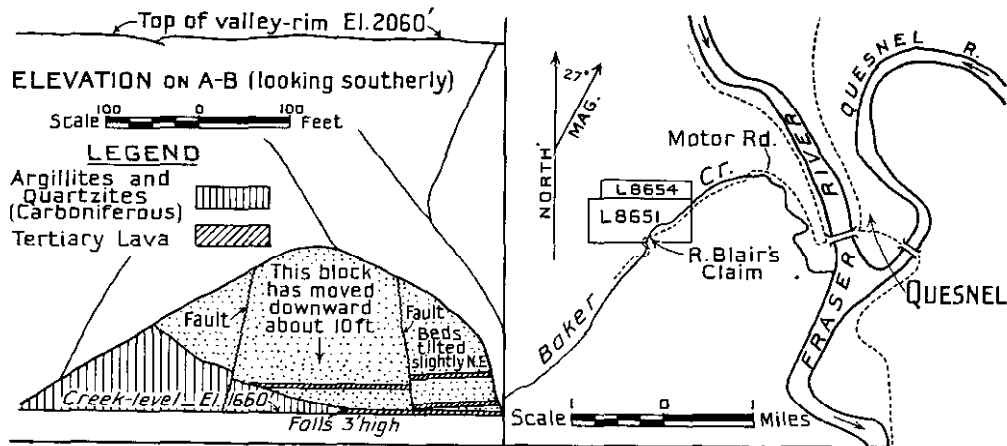 Top of valley-rim El. 2060'
ELEVATION ON A-B (looking southerly)
100 0 100
Scale Feet
LEGEND
Argillites and
Quartzites
(Carboniferous)
Tertiary Lava
This block
has moved
downward
about 10 ft.
Fault
Fault
Beds
tilted
slightly N.E.
Creek-level_El.1660
Falls 3' high
NORTH
27°
MAG.
Motor Rd.
Cr.
L8654
L8651
R. Blair's
Claim
Baker
RIVER
FRASER
QUESNEL
R.
QUESNEL
1 0 1
Scale Miles